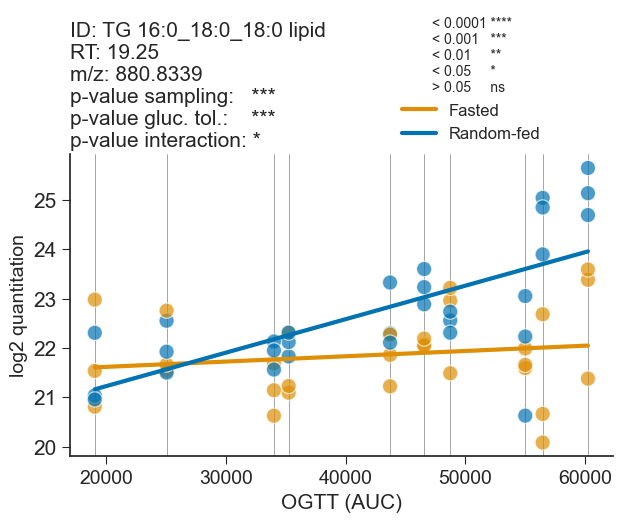 ID: TG 16:0_18:0_18:0 lipid
RT: 19.25
m/z: 880.8339
p-value sampling: ***
p-value gluc. tol.: ***
p-value interaction: *
< 0.0001 ****
< 0.001 ***
< 0.01 **
< 0.05 *
> 0.05 ns
Fasted
Random-fed
log2 quantitation
25
24
23
22
21
20
20000 30000 40000 50000 60000
OGTT (AUC)